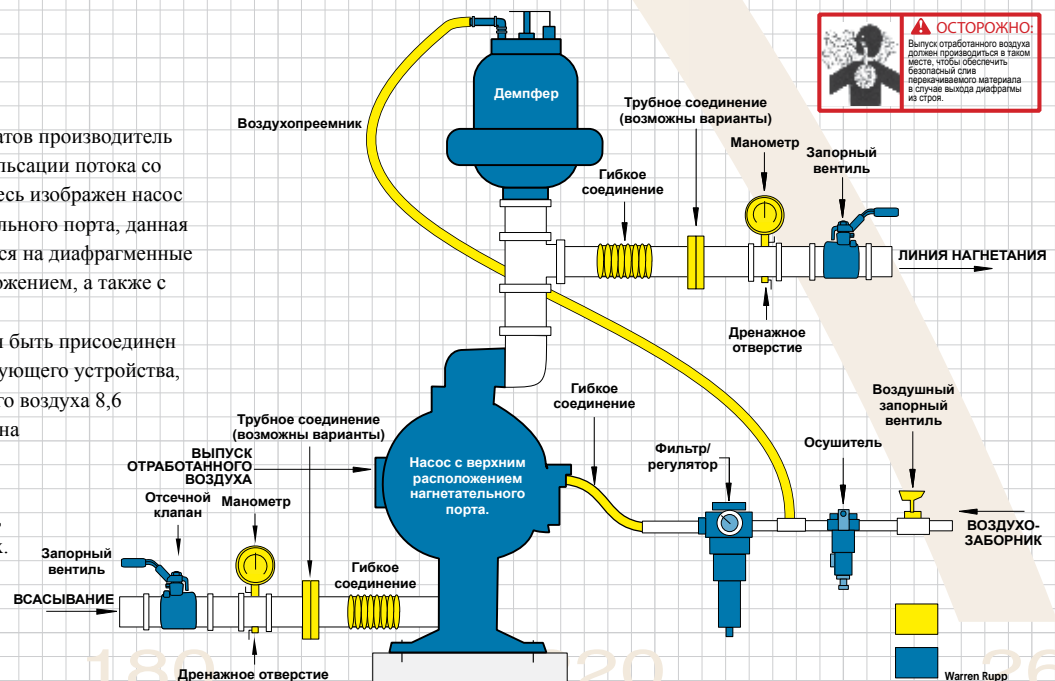 атов производитель
льсации потока со
есь изображен насос
льного порта, данная
ся на диафрагменные
ожением, а также с
н быть присоединен
ующего устройства,
го воздуха 8,6
на
к.
ОСТОРОЖНО:
Выпуск отработанного воздуха
должен производиться в таком
месте, чтобы обеспечить
безопасный слив
перекачиваемого материала
в случае выхода диафрагмы
из строя.
Демпфер
Воздухопреемник
Трубное соединение
(возможны варианты)
Манометр
Запорный
вентиль
Гибкое
соединение
ЛИНИЯ НАГНЕТАНИЯ
Дренажное
отверстие
Гибкое
соединение
Воздушный
запорный
вентиль
Фильтр/
регулятор
Осушитель
ВОЗДУХО-
ЗАБОРНИК
Трубное соединение
(возможны варианты)
ВЫПУСК
ОТРАБОТАННОГО
ВОЗДУХА
Насос с верхним
расположением
нагнетательного
порта.
Отсечной
клапан
Манометр
Запорный
вентиль
Гибкое
соединение
ВСАСЫВАНИЕ
Дренажное отверстие
180
20
26
Warren Rupp